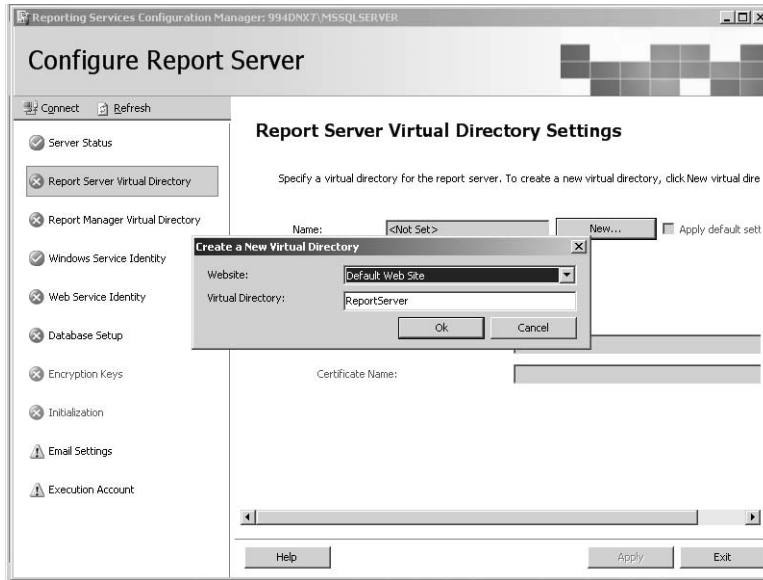 Reporting Services Configuration Manager: 994DNX7\MSSQLSERVER
Configure Report Server
Connect Refresh
Server Status
Report Server Virtual Directory
Report Manager Virtual Directory
Windows Service Identity
Web Service Identity
Database Setup
Encryption Keys
Initialization
Email Settings
Execution Account
Report Server Virtual Directory Settings
Specify a virtual directory for the report server. To create a new virtual directory, click New virtual dire
Name: <Not Set> New... Apply default sett
Create a New Virtual Directory
Website: Default Web Site
Virtual Directory: ReportServer
Ok Cancel
Certificate Name:
Help Apply Exit